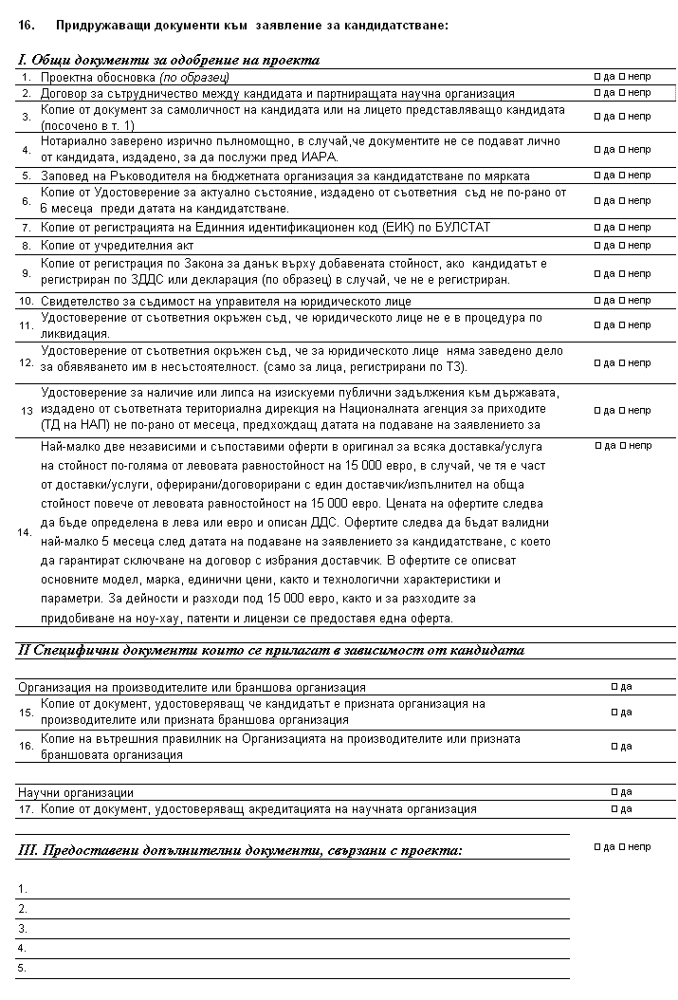 16. Придружаващи документи към заявление за кандидатстване:
I. Общи документи за одобрение на проекта
1. Проектна обосновка (по образец) □ да □ непр
2. Договор за сътрудничество между кандидата и партниращата научна организация □ да □ непр
3. Копие от документ за самоличност на кандидата или на лицето представляващо кандидата □ да □ непр
(посочено в т. 1)
4. Нотариално заверено изрично пълномощно, в случай,че документите не се подават лично □ да □ непр
от кандидата, издадено, за да послужи пред ИАРА.
5. Заповед на Ръководителя на бюджетната организация за кандидатстване по мярката □ да □ непр
6. Копие от Удостоверение за актуално състояние, издадено от съответния съд не по-рано от □ да □ непр
6 месеца преди датата на кандидатстване.
7. Копие от регистрацията на Единния идентификационен код (ЕИК) по БУЛСТАТ □ да □ непр
8. Копие от учредителния акт □ да □ непр
9. Копие от регистрация по Закона за данък върху добавената стойност, ако кандидатът е □ да □ непр
регистриран по ЗДДС или декларация (по образец) в случай, че не е регистриран.
10. Свидетелство за съдимост на управителя на юридическото лице □ да □ непр
11. Удостоверение от съответния окръжен съд, че юридическото лице не е в процедура по □ да □ непр
ликвидация.
12. Удостоверение от съответния окръжен съд, че за юридическото лице няма заведено дело □ да □ непр
за обявяването им в несъстоятелност. (само за лица, регистрирани по ТЗ).
13 Удостоверение за наличие или липса на изискуеми публични задължения към държавата, □ да □ непр
издадено от съответната териториална дирекция на Националната агенция за приходите
(ТД на НАП) не по-рано от месеца, предхождащ датата на подаване на заявлението за
14. Най-малко две независими и съпоставими оферти в оригинал за всяка доставка/услуга □ да □ непр
на стойност по-голяма от левовата равностойност на 15 000 евро, в случай, че тя е част
от доставки/услуги, оферирани/договорирани с един доставчик/изпълнител на обща
стойност повече от левовата равностойност на 15 000 евро. Цената на офертите следва
да бъде определена в лева или евро и описан ДДС. Офертите следва да бъдат валидни
най-малко 5 месеца след датата на подаване на заявлението за кандидатстване, с което
да гарантират сключване на договор с избрания доставчик. В офертите се описват
основните модел, марка, единични цени, както и технологични характеристики и
параметри. За дейности и разходи под 15 000 евро, както и за разходите за
придобиване на ноу-хау, патенти и лицензи се предоставя една оферта.
II Специфични документи които се прилагат в зависимост от кандидата
Организация на производителите или браншова организация □ да
15. Копие от документ, удостоверяващ че кандидатът е призната организация на □ да
производителите или призната браншова организация
16. Копие на вътрешния правилник на Организацията на производителите или призната □ да
браншовата организация
Научни организации □ да
17. Копие от документ, удостоверяващ акредитацията на научната организация □ да
III. Предоставени допълнителни документи, свързани с проекта: □ да □ непр
1.
2.
3.
4.
5.